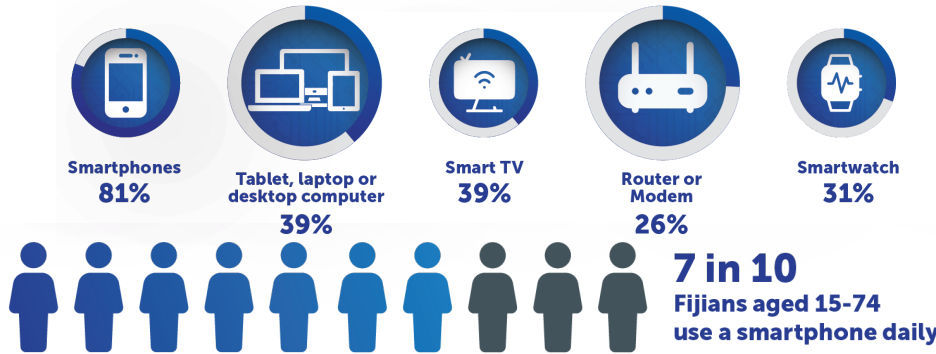 Smartphones
81%
Tablet, laptop or
desktop computer
39%
Smart TV
39%
Router or
Modem
26%
Smartwatch
31%
7 in 10
Fijians aged 15-74
use a smartphone daily